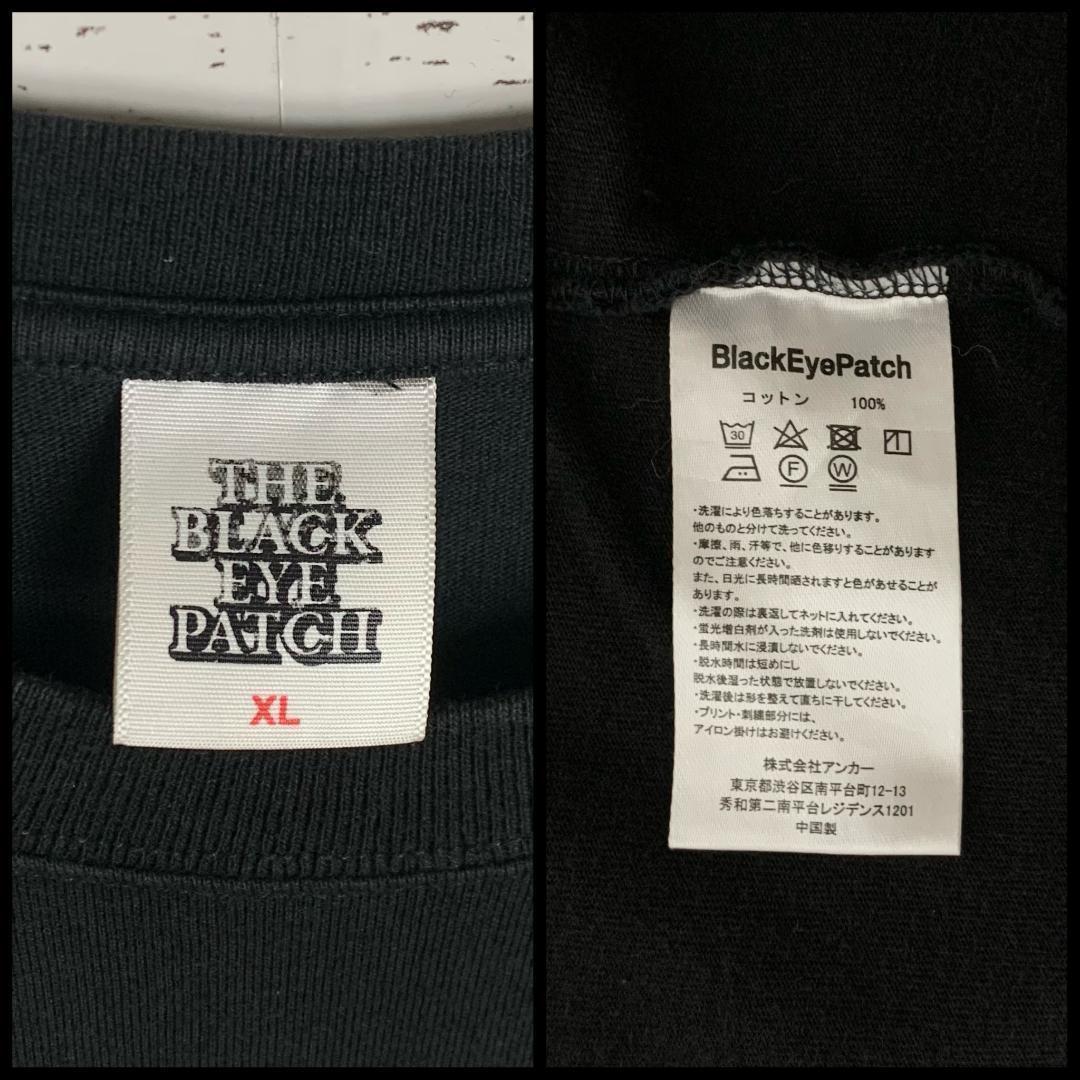 THE
BLACK
EYE
PATCH
XL
BlackEyePatch
コットン 100%
30
F W
・洗濯により色落ちすることがあります。
他のものと分けて洗ってください。
・摩擦、雨、汗等で、他に色移りすることがあります
のでご注意ください。
また、日光に長時間晒されますと色があせることが
あります。
・洗濯の際は裏返してネットに入れてください。
・蛍光増白剤が入った洗剤は使用しないでください。
・長時間水に浸漬しないでください。
・脱水時間は短めにし
脱水後湿った状態で放置しないでください。
・洗濯後は形を整えて直ちに干してください。
・プリント・刺繍部分には、
アイロン掛けはお避けください。
株式会社アンカー
東京都渋谷区南平台町12-13
秀和第二南平台レジデンス1201
中国製